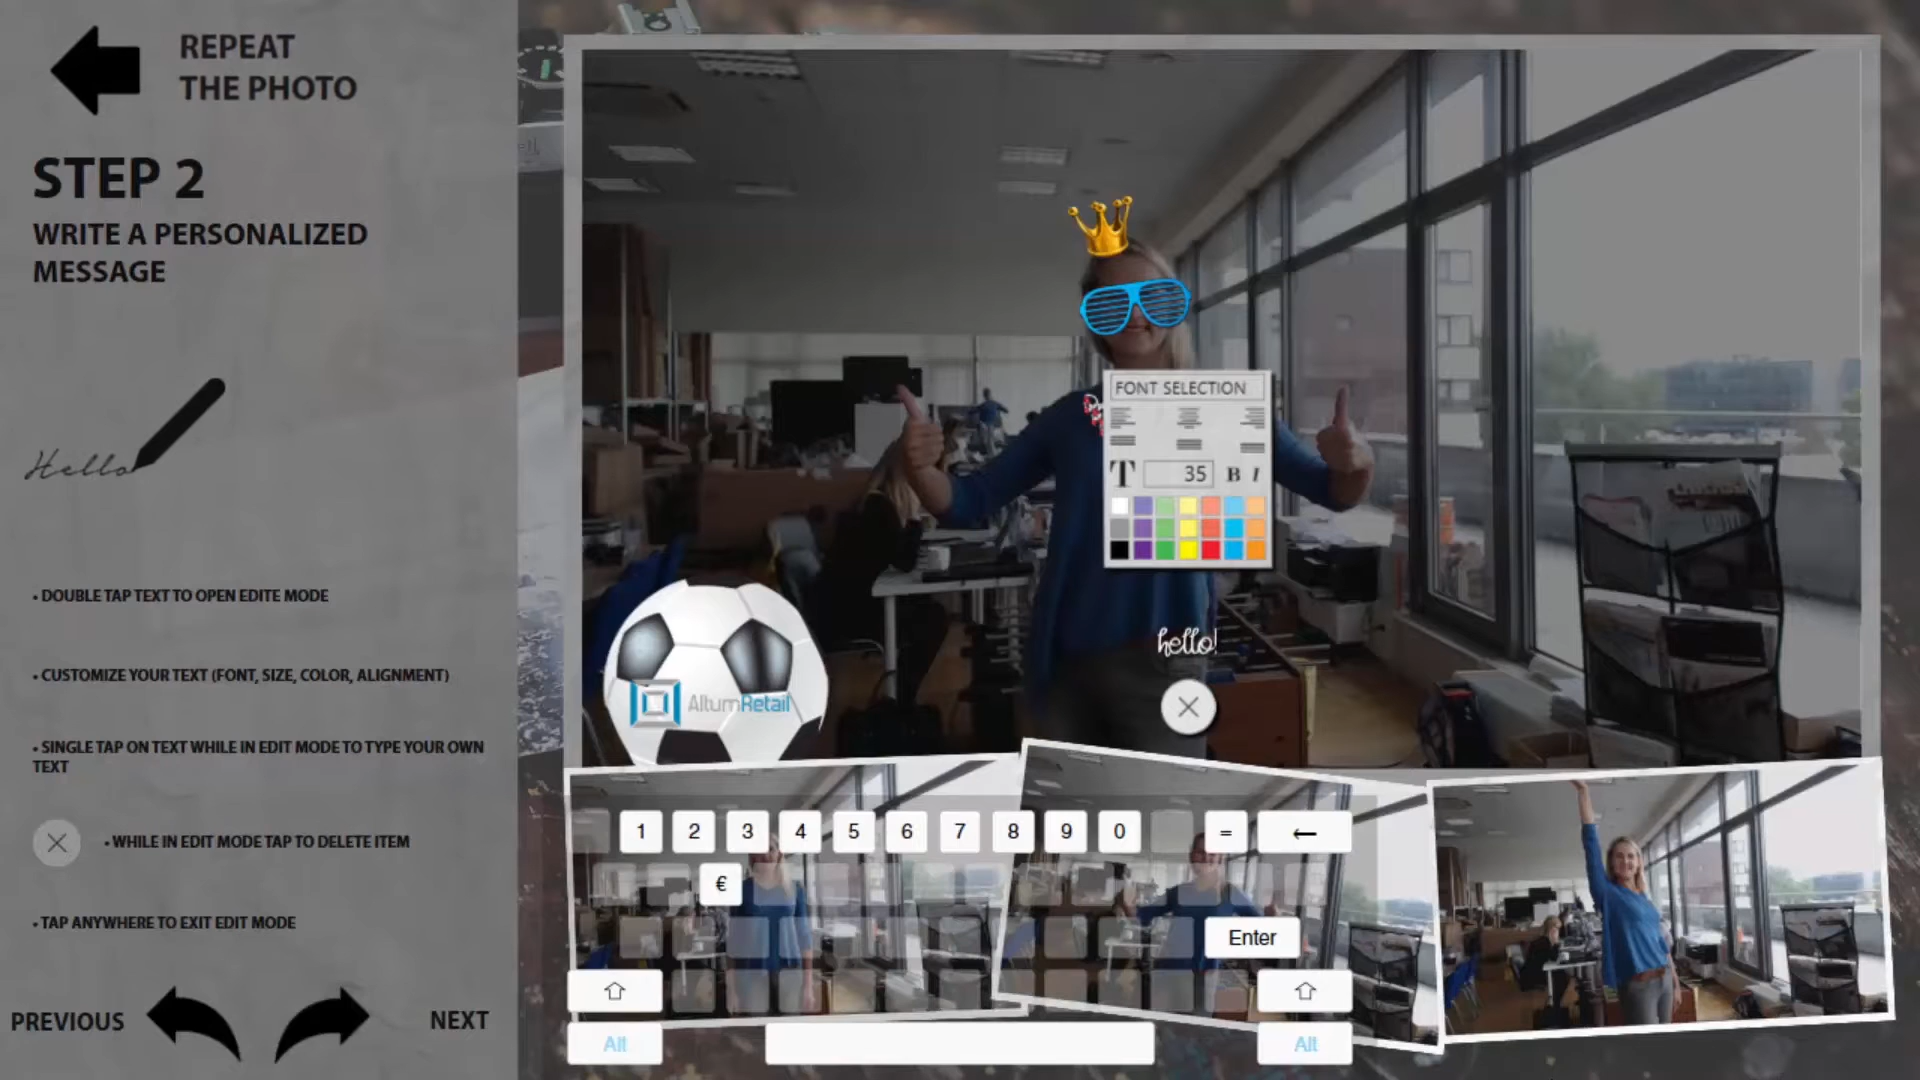 REPEAT
THE PHOTO
STEP 2
WRITE A PERSONALIZED
MESSAGE
Hello
• DOUBLE TAP TEXT TO OPEN EDITE MODE
• CUSTOMIZE YOUR TEXT (FONT, SIZE, COLOR, ALIGNMENT)
• SINGLE TAP ON TEXT WHILE IN EDIT MODE TO TYPE YOUR OWN
TEXT
• WHILE IN EDIT MODE TAP TO DELETE ITEM
• TAP ANYWHERE TO EXIT EDIT MODE
PREVIOUS
NEXT
FONT SELECTION
T 35 B I
hello!
AltumRetail
1 2 3 4 5 6 7 8 9 0 = ←
€
Enter
Alt Alt